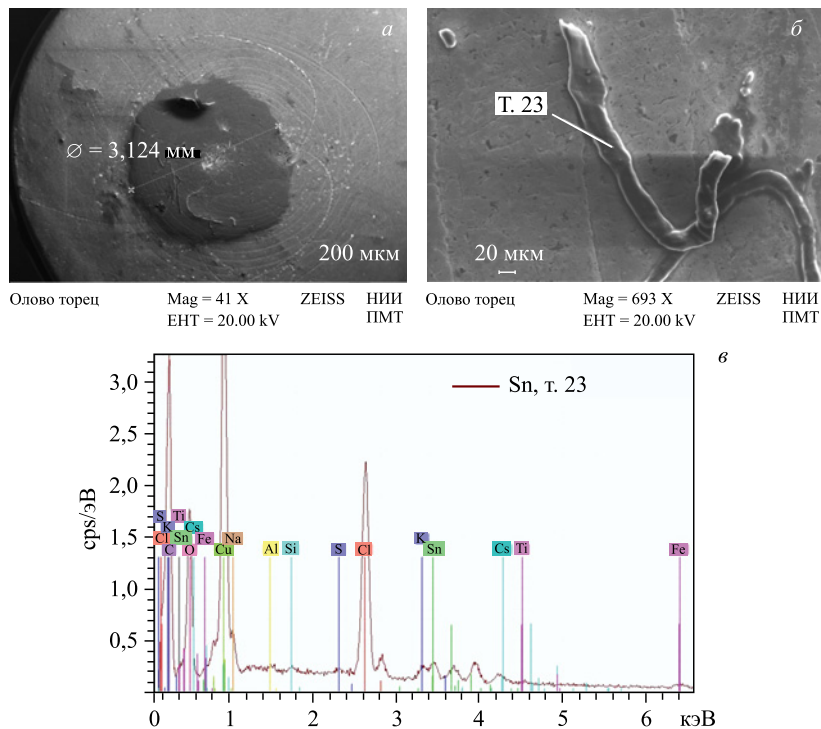 а
∅ = 3,124 мм
200 мкм
Олово торец
Mag = 41 X
EHT = 20.00 kV
ZEISS
НИИ
ПМТ
б
Т. 23
20 мкм
Олово торец
Mag = 693 X
EHT = 20.00 kV
ZEISS
НИИ
ПМТ
в
Sn, т. 23
cps/эВ
3,0
2,5
2,0
1,5
1,0
0,5
S Ti
K Cs
Cl Sn Fe Na
C O Cu Al Si S Cl K Sn Cs Ti Fe
0 1 2 3 4 5 6 кэВ